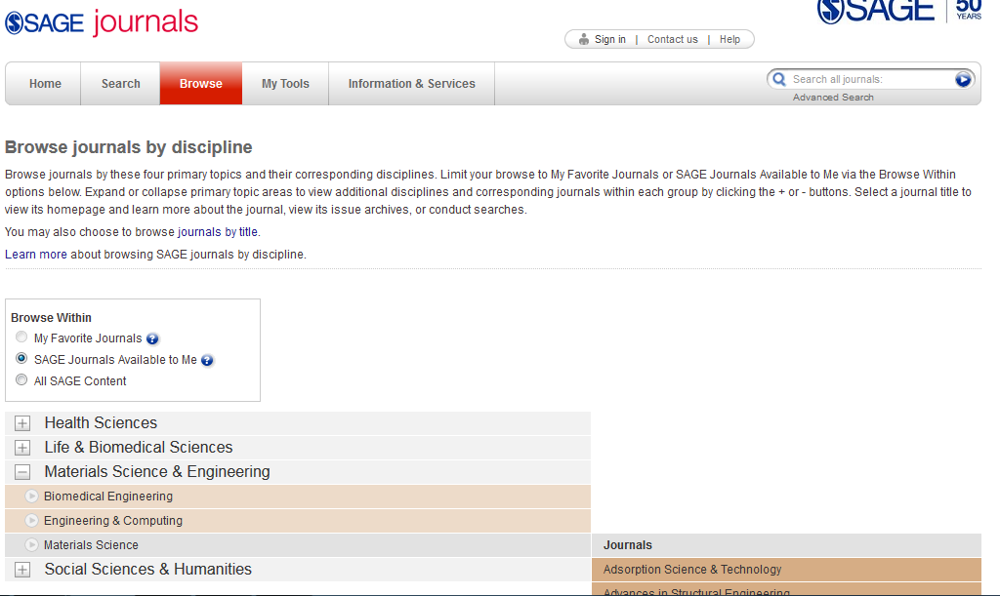 SAGE journals
SAGE 50 YEARS
Sign in | Contact us | Help
Home Search Browse My Tools Information & Services
Search all journals:
Advanced Search
Browse journals by discipline
Browse journals by these four primary topics and their corresponding disciplines. Limit your browse to My Favorite Journals or SAGE Journals Available to Me via the Browse Within
options below. Expand or collapse primary topic areas to view additional disciplines and corresponding journals within each group by clicking the + or - buttons. Select a journal title to
view its homepage and learn more about the journal, view its issue archives, or conduct searches.
You may also choose to browse journals by title.
Learn more about browsing SAGE journals by discipline.
Browse Within
My Favorite Journals ?
SAGE Journals Available to Me ?
All SAGE Content
Health Sciences
Life & Biomedical Sciences
Materials Science & Engineering
Biomedical Engineering
Engineering & Computing
Materials Science
Social Sciences & Humanities
Journals
Adsorption Science & Technology
Advances in Structural Engineering